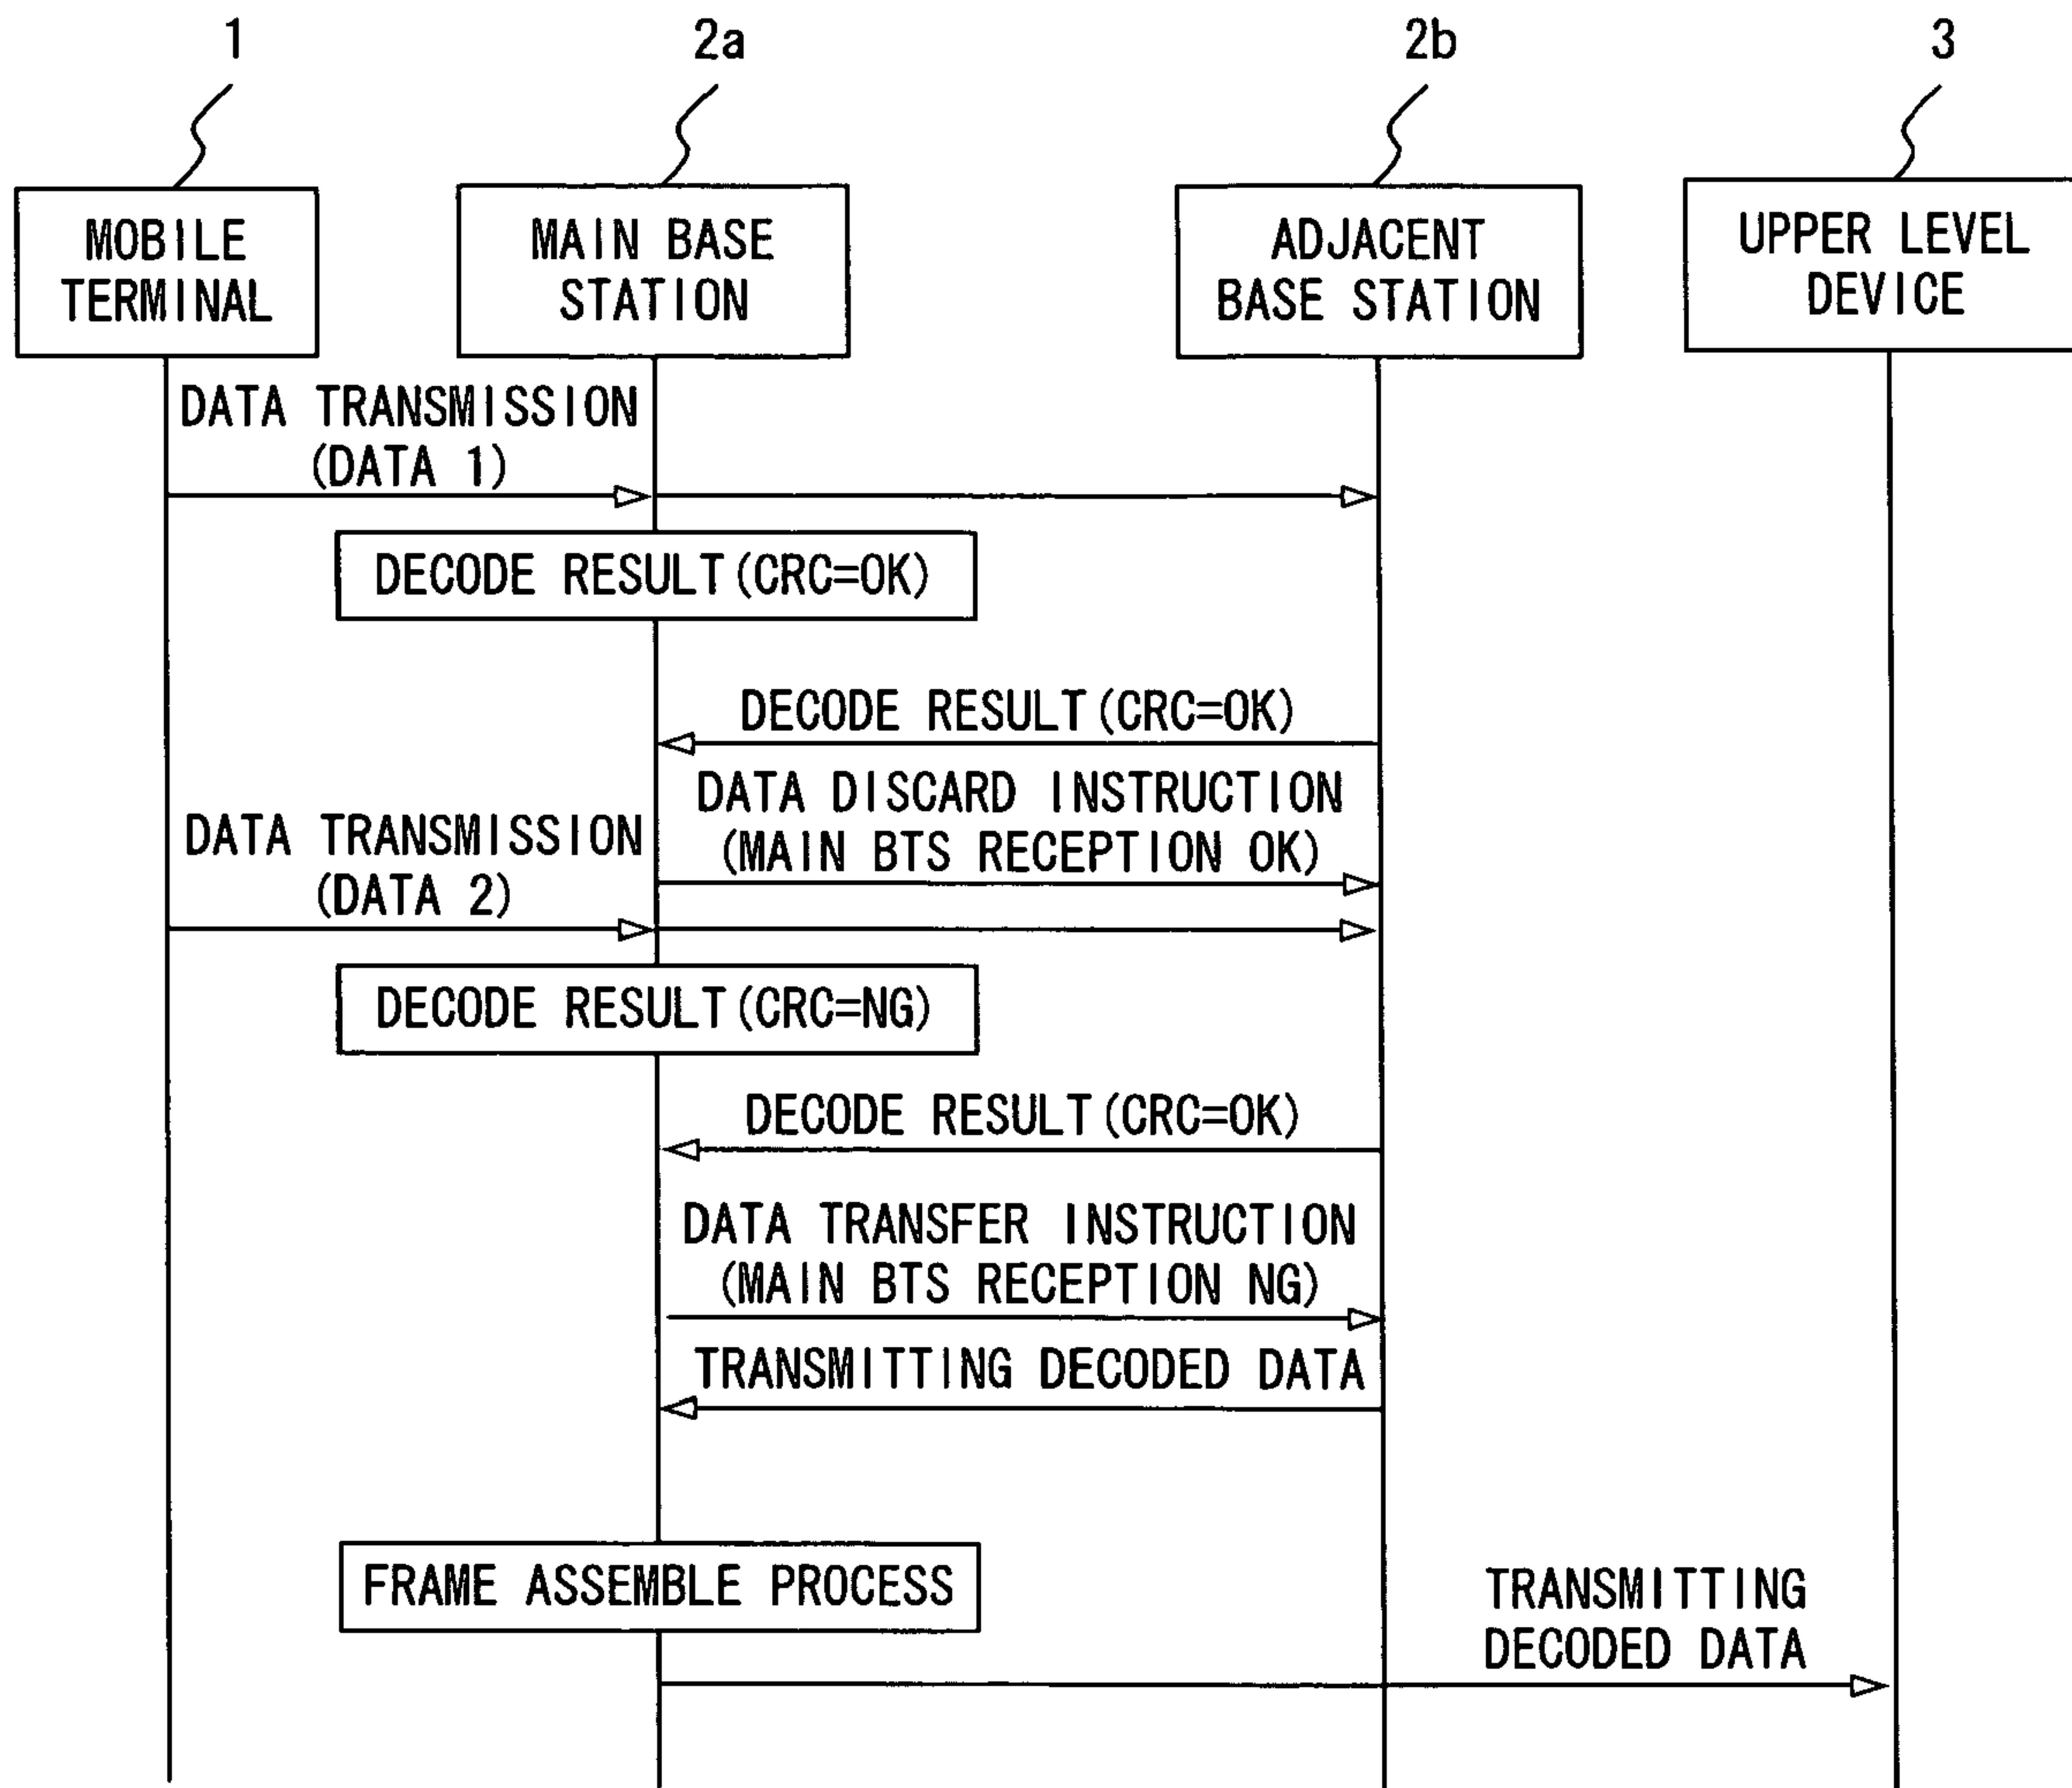 1
2a
2b
3
MOBILE
TERMINAL
MAIN BASE
STATION
ADJACENT
BASE STATION
UPPER LEVEL
DEVICE
DATA TRANSMISSION
(DATA 1)
DECODE RESULT(CRC=OK)
DECODE RESULT(CRC=OK)
DATA DISCARD INSTRUCTION
(MAIN BTS RECEPTION OK)
DATA TRANSMISSION
(DATA 2)
DECODE RESULT(CRC=NG)
DECODE RESULT(CRC=OK)
DATA TRANSFER INSTRUCTION
(MAIN BTS RECEPTION NG)
TRANSMITTING DECODED DATA
FRAME ASSEMBLE PROCESS
TRANSMITTING
DECODED DATA